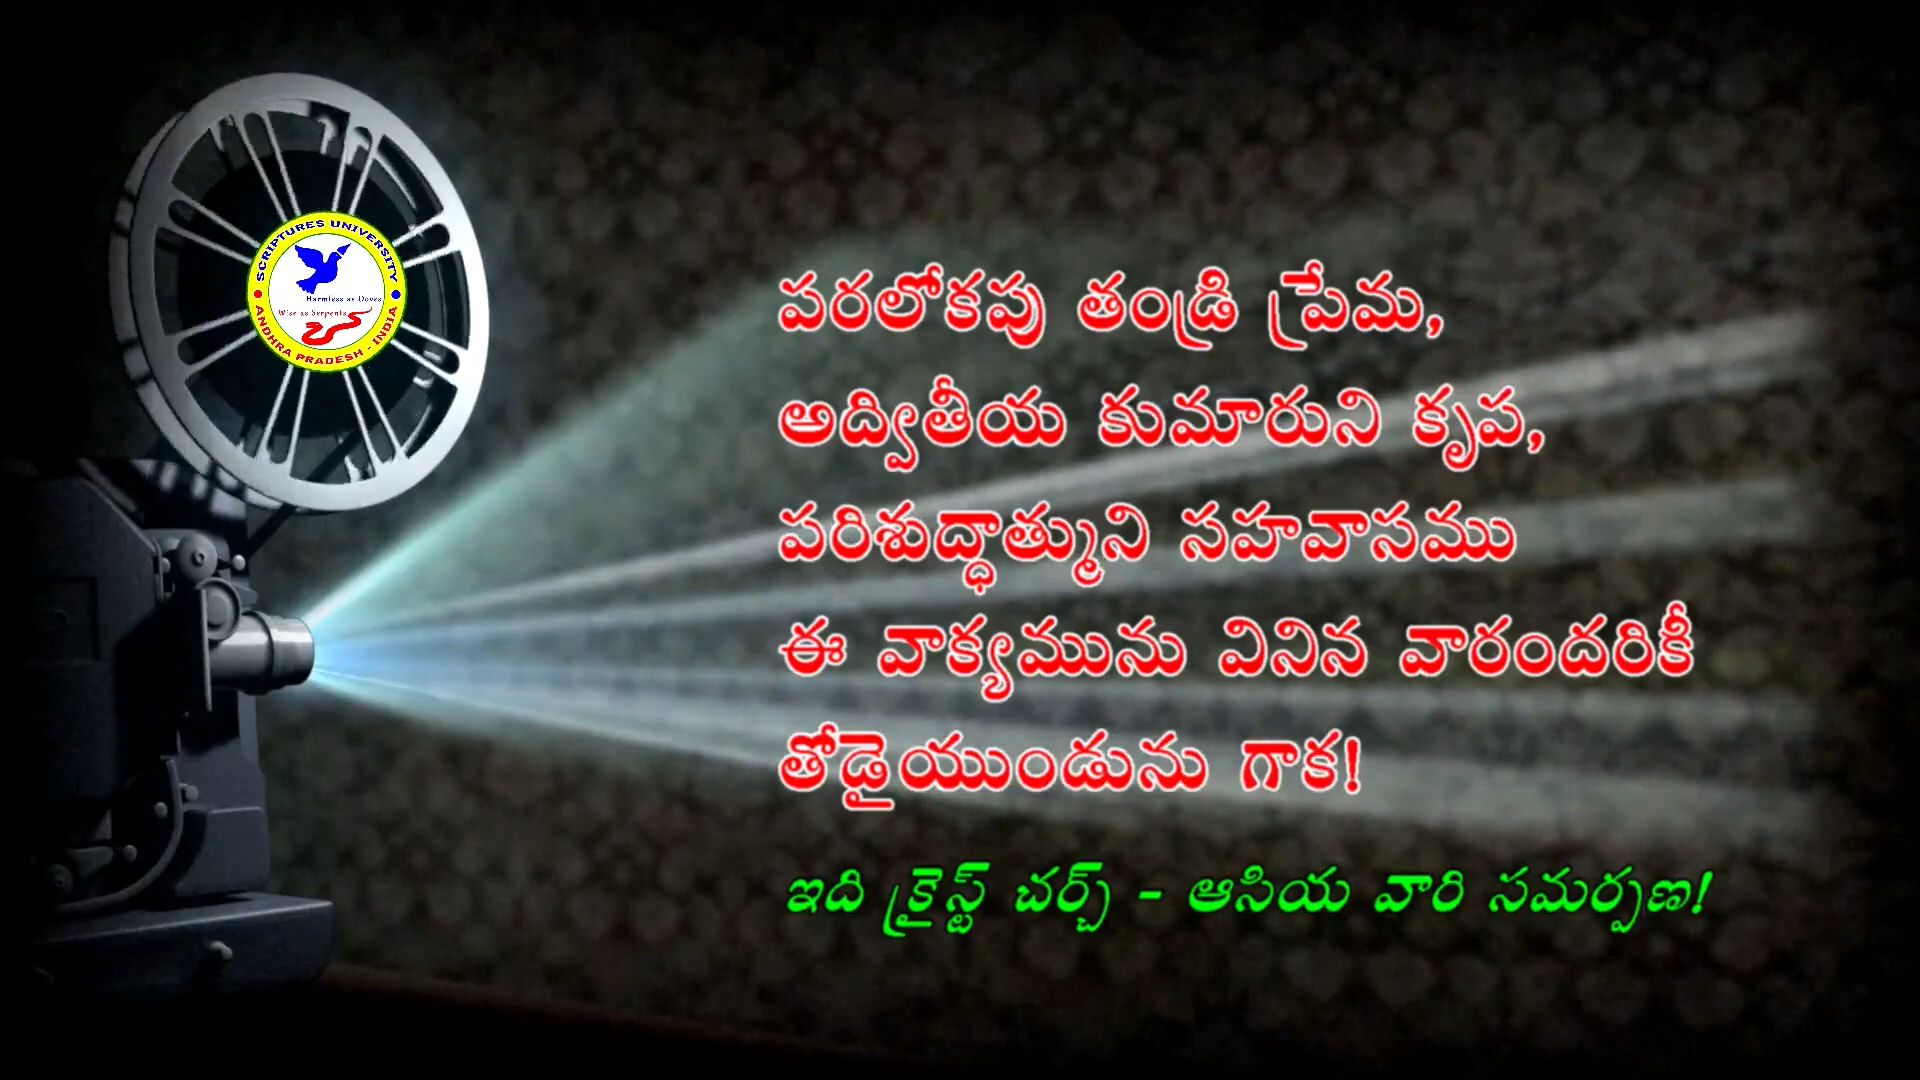 SCRIPTURES UNIVERSITY
Harmless as Doves
Wise as Serpents
ANDHRA PRADESH - INDIA
పరలోకపు తండ్రి ప్రేమ,
అద్వితీయ కుమారుని కృప,
పరిశుద్ధాత్ముని సహవాసము
ఈ వాక్యమును వినిన వారందరికీ
తోడైయుండును గాక!
ఇది క్రైస్ట్ చర్చ్ - ఆసియ వారి సమర్పణ!